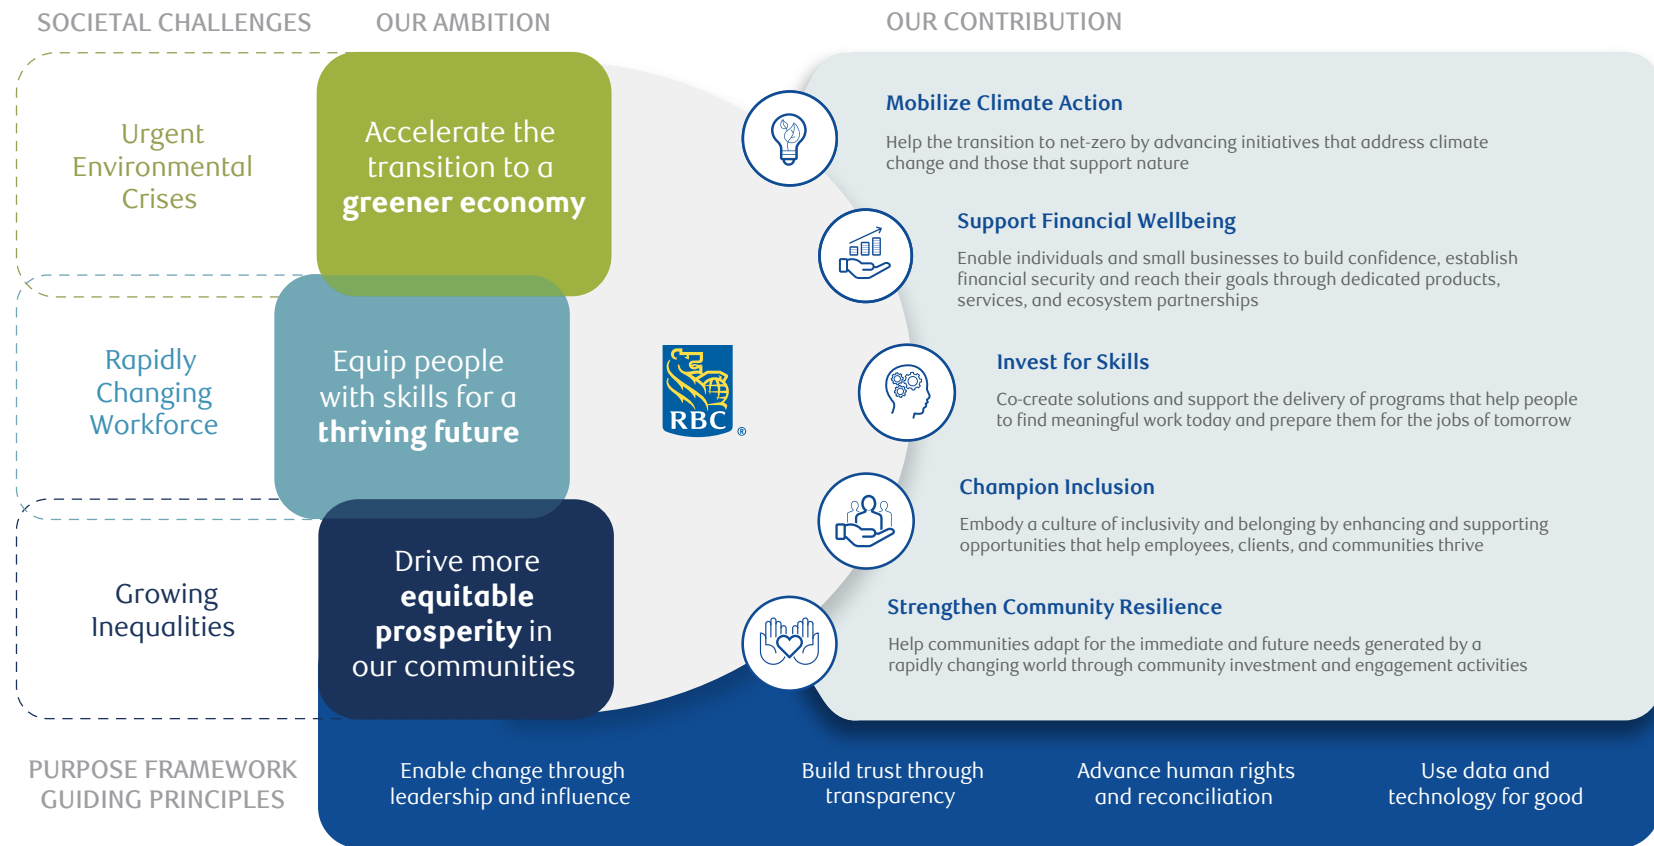 SOCIETAL CHALLENGES
OUR AMBITION
OUR CONTRIBUTION
Urgent
Environmental
Crises
Accelerate the
transition to a
greener economy
Rapidly
Changing
Workforce
Equip people
with skills for a
thriving future
Growing
Inequalities
Drive more
equitable
prosperity in
our communities
RBC
®
Mobilize Climate Action
Help the transition to net-zero by advancing initiatives that address climate
change and those that support nature
Support Financial Wellbeing
Enable individuals and small businesses to build confidence, establish
financial security and reach their goals through dedicated products,
services, and ecosystem partnerships
Invest for Skills
Co-create solutions and support the delivery of programs that help people
to find meaningful work today and prepare them for the jobs of tomorrow
Champion Inclusion
Embody a culture of inclusivity and belonging by enhancing and supporting
opportunities that help employees, clients, and communities thrive
Strengthen Community Resilience
Help communities adapt for the immediate and future needs generated by a
rapidly changing world through community investment and engagement activities
PURPOSE FRAMEWORK
GUIDING PRINCIPLES
Enable change through
leadership and influence
Build trust through
transparency
Advance human rights
and reconciliation
Use data and
technology for good